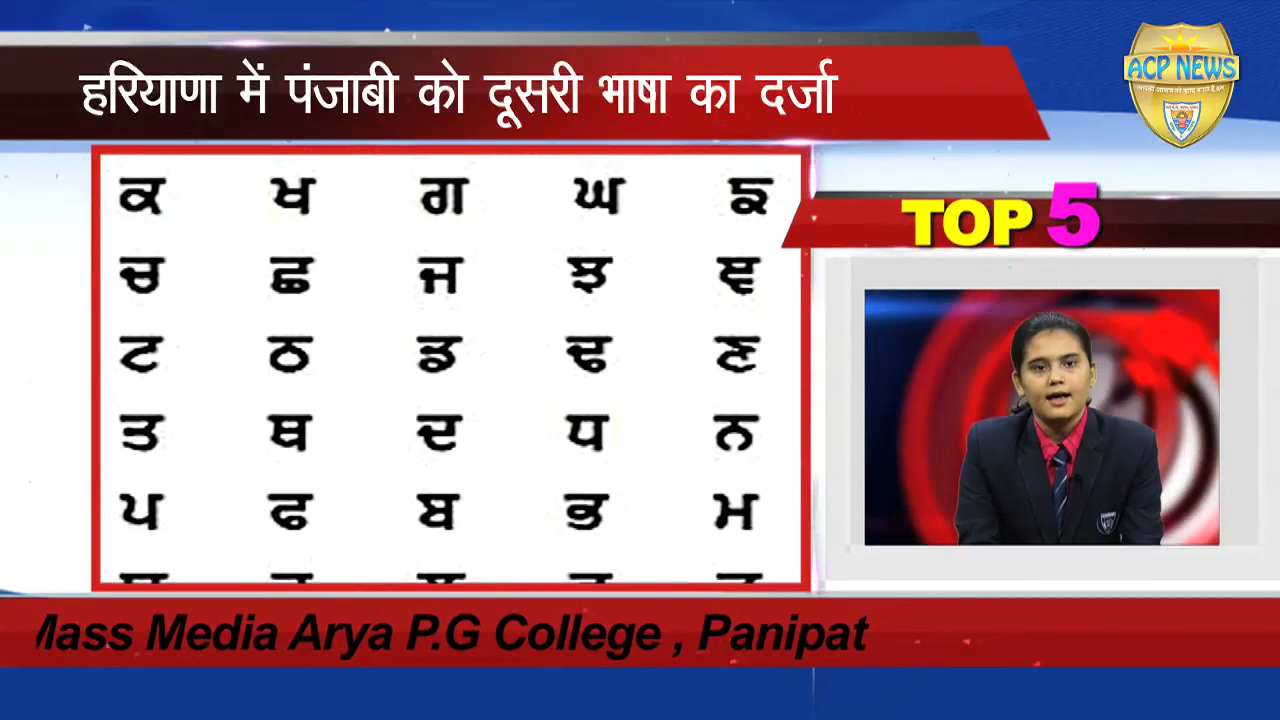 हरियाणा में पंजाबी को दूसरी भाषा का दर्जा
ACP NEWS
TOP 5
ਕ ਖ ਗ ਘ ਙ
ਚ ਛ ਜ ਝ ਞ
ਟ ਠ ਡ ਢ ਣ
ਤ ਥ ਦ ਧ ਨ
ਪ ਫ ਬ ਭ ਮ
Mass Media Arya P.G College , Panipat